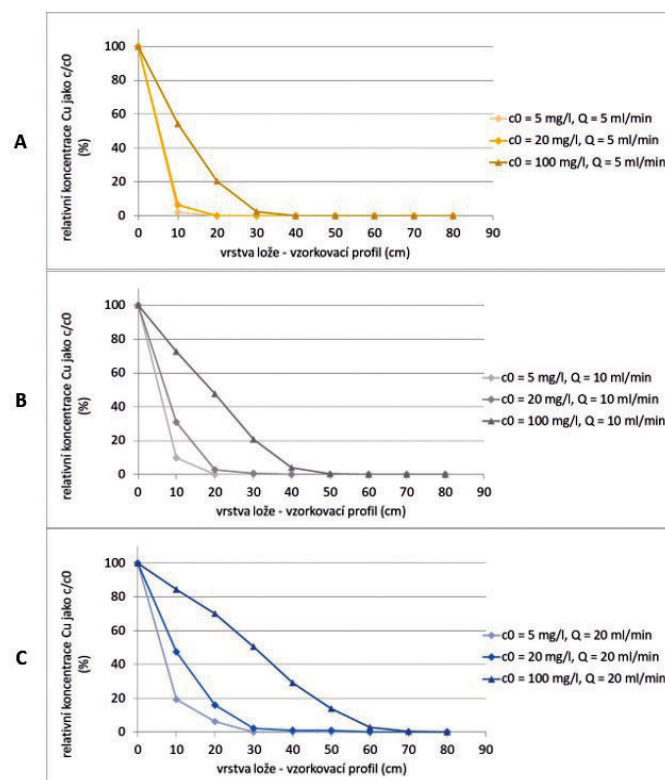 A
relativní koncentrace Cu jako c/c0
(%)
100
80
60
40
20
0
0 10 20 30 40 50 60 70 80 90
vrstva lože - vzorkovací profil (cm)
c0 = 5 mg/l, Q = 5 ml/min
c0 = 20 mg/l, Q = 5 ml/min
c0 = 100 mg/l, Q = 5 ml/min
B
relativní koncentrace Cu jako c/c0
(%)
100
80
60
40
20
0
0 10 20 30 40 50 60 70 80 90
vrstva lože - vzorkovací profil (cm)
c0 = 5 mg/l, Q = 10 ml/min
c0 = 20 mg/l, Q = 10 ml/min
c0 = 100 mg/l, Q = 10 ml/min
C
relativní koncentrace Cu jako c/c0
(%)
100
80
60
40
20
0
0 10 20 30 40 50 60 70 80 90
vrstva lože - vzorkovací profil (cm)
c0 = 5 mg/l, Q = 20 ml/min
c0 = 20 mg/l, Q = 20 ml/min
c0 = 100 mg/l, Q = 20 ml/min